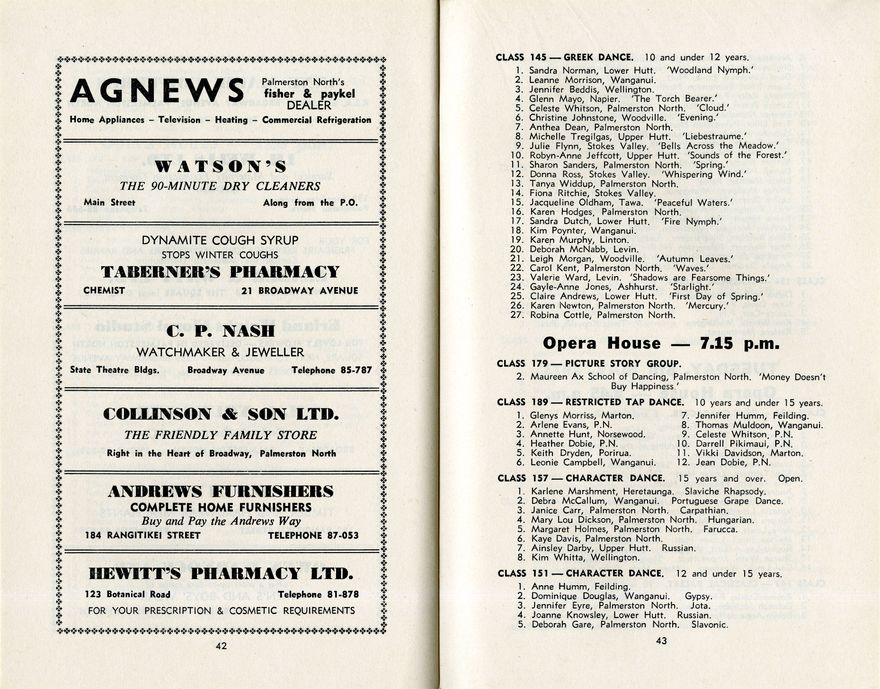 AGNEWS
Palmerston North's
fisher & paykel
DEALER
Home Appliances – Television – Heating – Commercial Refrigeration
WATSON'S
THE 90-MINUTE DRY CLEANERS
Main Street Along from the P.O.
DYNAMITE COUGH SYRUP
STOPS WINTER COUGHS
TABERNER'S PHARMACY
CHEMIST 21 BROADWAY AVENUE
C. P. NASH
WATCHMAKER & JEWELLER
State Theatre Bldgs. Broadway Avenue Telephone 85-787
COLLINSON & SON LTD.
THE FRIENDLY FAMILY STORE
Right in the Heart of Broadway, Palmerston North
ANDREWS FURNISHERS
COMPLETE HOME FURNISHERS
Buy and Pay the Andrews Way
184 RANGITIKEI STREET TELEPHONE 87-053
HEWITT'S PHARMACY LTD.
123 Botanical Road Telephone 81-878
FOR YOUR PRESCRIPTION & COSMETIC REQUIREMENTS
42
CLASS 145 — GREEK DANCE. 10 and under 12 years.
1. Sandra Norman, Lower Hutt. 'Woodland Nymph.'
2. Leanne Morrison, Wanganui.
3. Jennifer Beddis, Wellington.
4. Glenn Mayo, Napier. 'The Torch Bearer.'
5. Celeste Whitson, Palmerston North. 'Cloud.'
6. Christine Johnstone, Woodville. 'Evening.'
7. Anthea Dean, Palmerston North.
8. Michelle Tregilgas, Upper Hutt. 'Liebestraume.'
9. Julie Flynn, Stokes Valley. 'Bells Across the Meadow.'
10. Robyn-Anne Jeffcott, Upper Hutt. 'Sounds of the Forest.'
11. Sharon Sanders, Palmerston North. 'Spring.'
12. Donna Ross, Stokes Valley. 'Whispering Wind.'
13. Tanya Widdup, Palmerston North.
14. Fiona Ritchie, Stokes Valley.
15. Jacqueline Oldham, Tawa. 'Peaceful Waters.'
16. Karen Hodges, Palmerston North.
17. Sandra Dutch, Lower Hutt. 'Fire Nymph.'
18. Kim Poynter, Wanganui.
19. Karen Murphy, Linton.
20. Deborah McNabb, Levin.
21. Leigh Morgan, Woodville. 'Autumn Leaves.'
22. Carol Kent, Palmerston North. 'Waves.'
23. Valerie Ward, Levin. 'Shadows are Fearsome Things.'
24. Gayle-Anne Jones, Ashhurst. 'Starlight.'
25. Claire Andrews, Lower Hutt. 'First Day of Spring.'
26. Karen Newton, Palmerston North. 'Mercury.'
27. Robina Cottle, Palmerston North.
Opera House — 7.15 p.m.
CLASS 179 — PICTURE STORY GROUP.
2. Maureen Ax School of Dancing, Palmerston North. 'Money Doesn't
Buy Happiness.'
CLASS 189 — RESTRICTED TAP DANCE. 10 years and under 15 years.
1. Glenys Morriss, Marton.
2. Arlene Evans, P.N.
3. Annette Hunt, Norsewood.
4. Heather Dobie, P.N.
5. Keith Dryden, Porirua.
6. Leonie Campbell, Wanganui.
7. Jennifer Humm, Feilding.
8. Thomas Muldoon, Wanganui.
9. Celeste Whitson, P.N.
10. Darrell Pikimaui, P.N.
11. Vikki Davidson, Marton.
12. Jean Dobie, P.N.
CLASS 157 — CHARACTER DANCE. 15 years and over. Open.
1. Karlene Marshment, Heretaunga. Slaviche Rhapsody.
2. Debra McCallum, Wanganui. Portuguese Grape Dance.
3. Janice Carr, Palmerston North. Carpathian.
4. Mary Lou Dickson, Palmerston North. Hungarian.
5. Margaret Holmes, Palmerston North. Farucca.
6. Kaye Davis, Palmerston North.
7. Ainsley Darby, Upper Hutt. Russian.
8. Kim Whitta, Wellington.
CLASS 151 — CHARACTER DANCE. 12 and under 15 years.
1. Anne Humm, Feilding.
2. Dominique Douglas, Wanganui. Gypsy.
3. Jennifer Eyre, Palmerston North. Jota.
4. Joanne Knowsley, Lower Hutt. Russian.
5. Deborah Gare, Palmerston North. Slavonic.
43